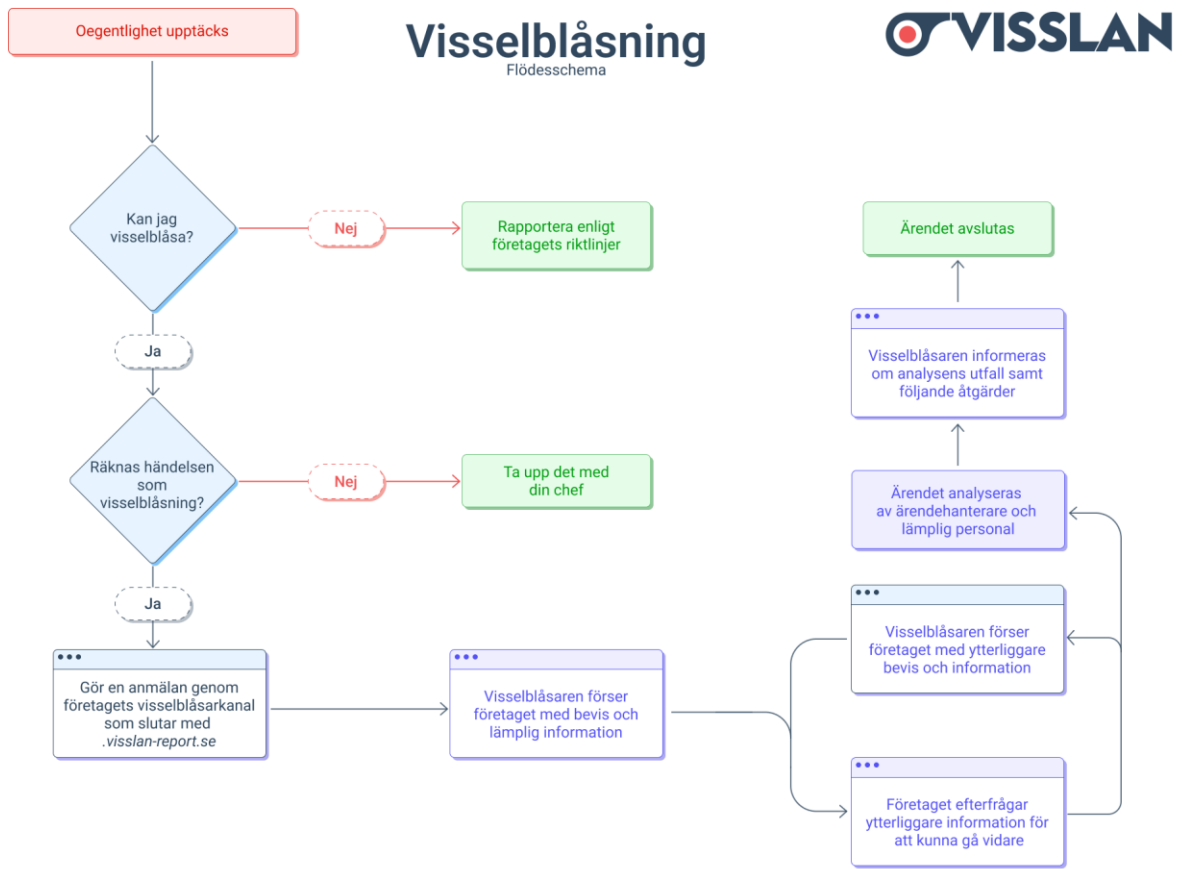 Oegentlighet upptäcks
Visselblåsning
Flödesschema
VISSLAN
Kan jag
visselblåsa?
Nej
Rapportera enligt
företagets riktlinjer
Ja
Räknas händelsen
som
visselblåsning?
Nej
Ta upp det med
din chef
Ja
Gör en anmälan genom
företagets visselblåsarkanal
som slutar med
.visslan-report.se
Visselblåsaren förser
företaget med bevis och
lämplig information
Företaget efterfrågar
ytterliggare information för
att kunna gå vidare
Visselblåsaren förser
företaget med ytterliggare
bevis och information
Ärendet analyseras
av ärendehanterare och
lämplig personal
Visselblåsaren informeras
om analysens utfall samt
följande åtgärder
Ärendet avslutas